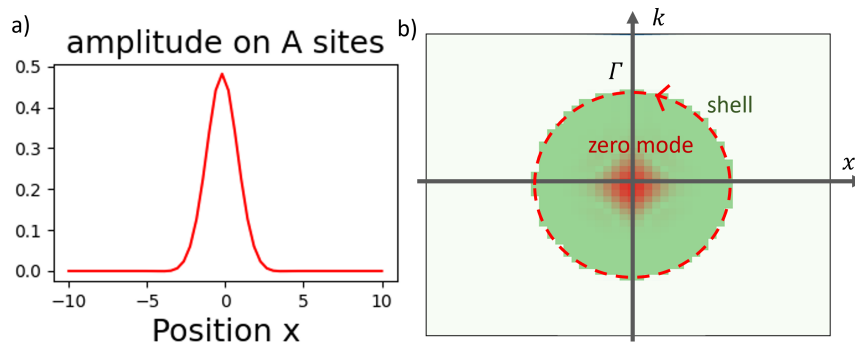 a)
amplitude on A sites
0.5
0.4
0.3
0.2
0.1
0.0
−10
−5
0
5
10
Position x
b)
k
Γ
shell
zero mode
x